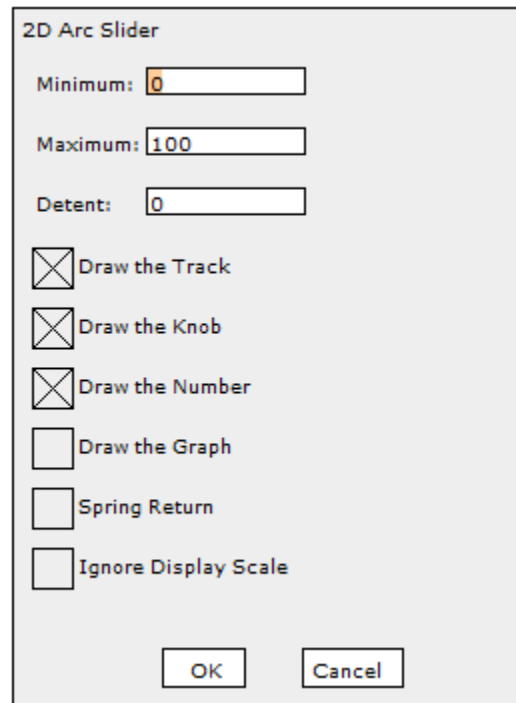 2D Arc Slider
Minimum: 0
Maximum: 100
Detent: 0
Draw the Track
Draw the Knob
Draw the Number
Draw the Graph
Spring Return
Ignore Display Scale
OK Cancel